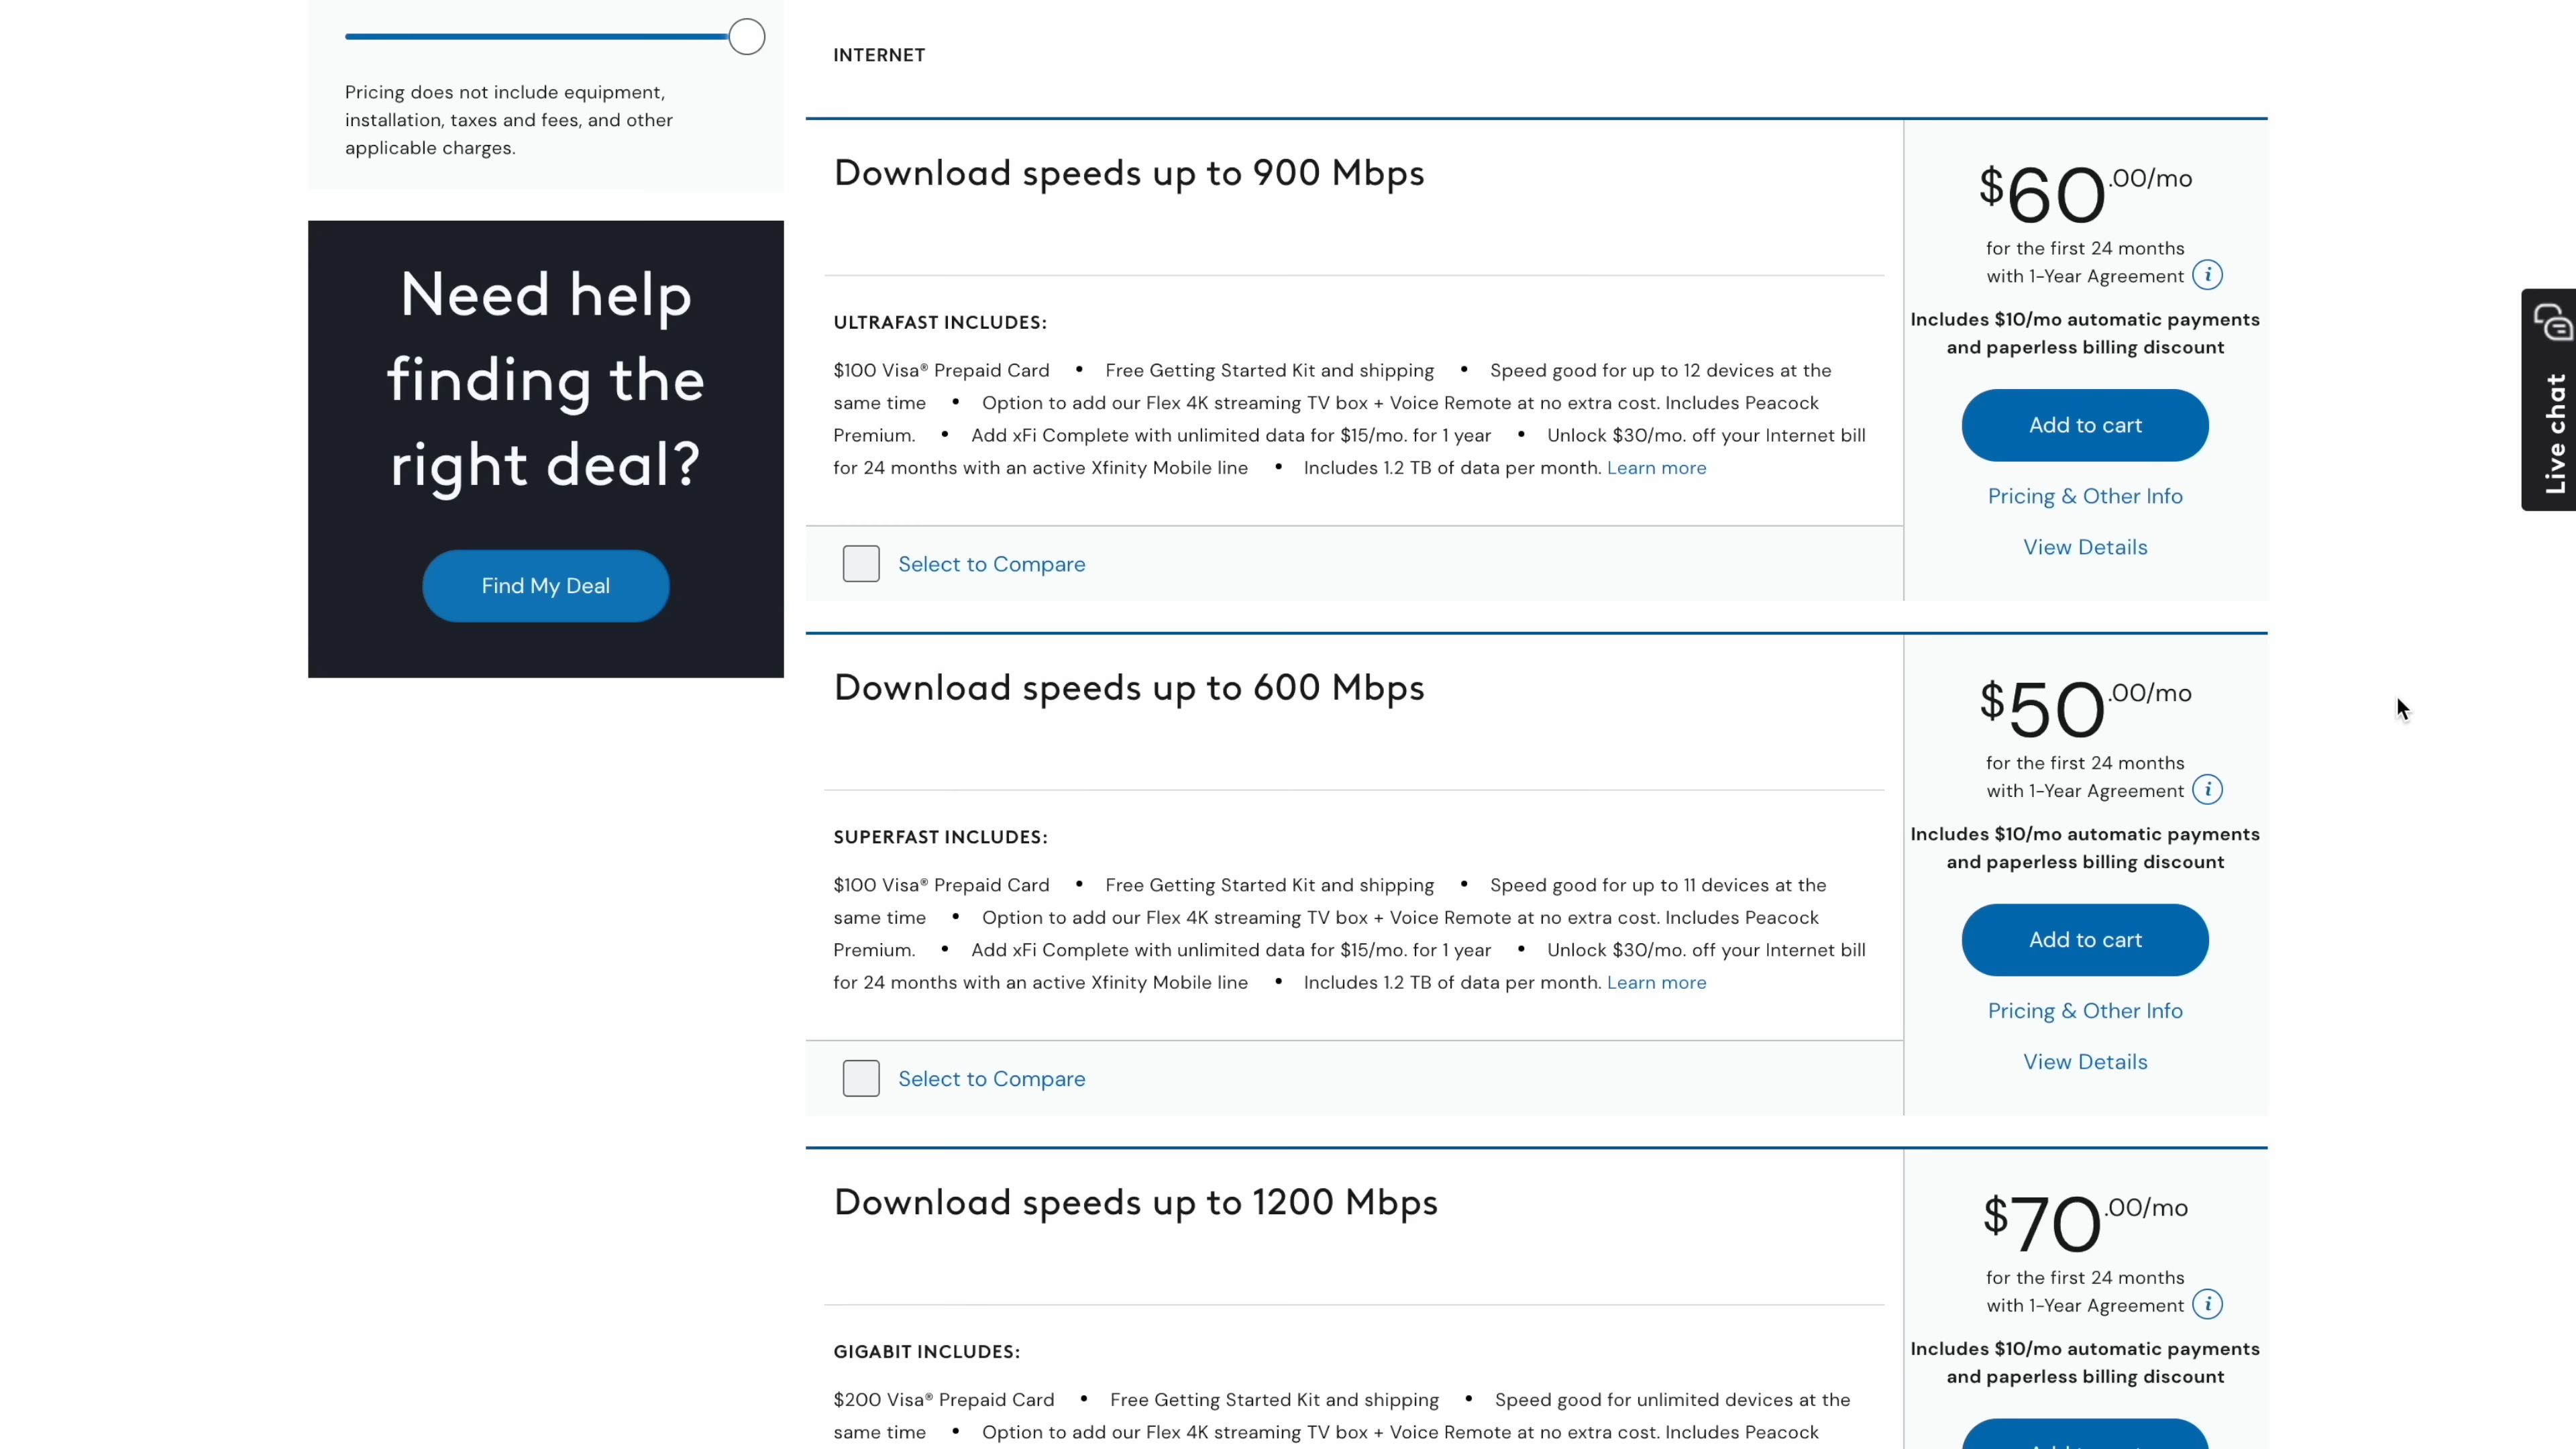 Pricing does not include equipment,
installation, taxes and fees, and other
applicable charges.
Need help
finding the
right deal?
Find My Deal
INTERNET
Download speeds up to 900 Mbps
ULTRAFAST INCLUDES:
$100 Visa® Prepaid Card • Free Getting Started Kit and shipping • Speed good for up to 12 devices at the
same time • Option to add our Flex 4K streaming TV box + Voice Remote at no extra cost. Includes Peacock
Premium. • Add xFi Complete with unlimited data for $15/mo. for 1 year • Unlock $30/mo. off your Internet bill
for 24 months with an active Xfinity Mobile line • Includes 1.2 TB of data per month. Learn more
Select to Compare
$60.00/mo
for the first 24 months
with 1-Year Agreement i
Includes $10/mo automatic payments
and paperless billing discount
Add to cart
Pricing & Other Info
View Details
Download speeds up to 600 Mbps
SUPERFAST INCLUDES:
$100 Visa® Prepaid Card • Free Getting Started Kit and shipping • Speed good for up to 11 devices at the
same time • Option to add our Flex 4K streaming TV box + Voice Remote at no extra cost. Includes Peacock
Premium. • Add xFi Complete with unlimited data for $15/mo. for 1 year • Unlock $30/mo. off your Internet bill
for 24 months with an active Xfinity Mobile line • Includes 1.2 TB of data per month. Learn more
Select to Compare
$50.00/mo
for the first 24 months
with 1-Year Agreement i
Includes $10/mo automatic payments
and paperless billing discount
Add to cart
Pricing & Other Info
View Details
Download speeds up to 1200 Mbps
GIGABIT INCLUDES:
$200 Visa® Prepaid Card • Free Getting Started Kit and shipping • Speed good for unlimited devices at the
same time • Option to add our Flex 4K streaming TV box + Voice Remote at no extra cost. Includes Peacock
$70.00/mo
for the first 24 months
with 1-Year Agreement i
Includes $10/mo automatic payments
and paperless billing discount
Live chat